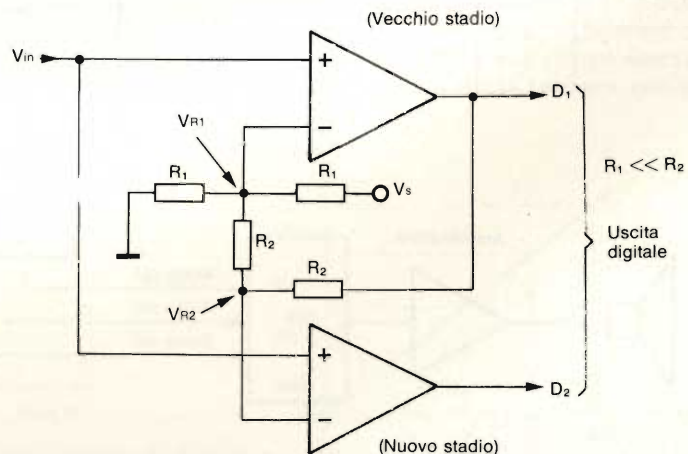 (Vecchio stadio)
Vin
+
D₁
VR1
−
R₁
R₁
Vs
R₁ << R₂
R₂
R₂
Uscita
digitale
VR2
+
−
D₂
(Nuovo stadio)